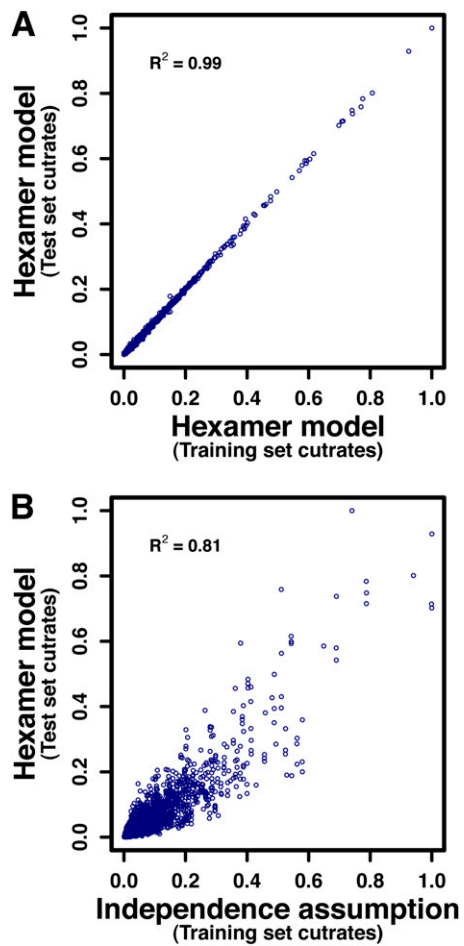 A
R² = 0.99
Hexamer model
(Test set cutrates)
1.0
0.8
0.6
0.4
0.2
0.0
0.0 0.2 0.4 0.6 0.8 1.0
Hexamer model
(Training set cutrates)
B
R² = 0.81
Hexamer model
(Test set cutrates)
1.0
0.8
0.6
0.4
0.2
0.0
0.0 0.2 0.4 0.6 0.8 1.0
Independence assumption
(Training set cutrates)